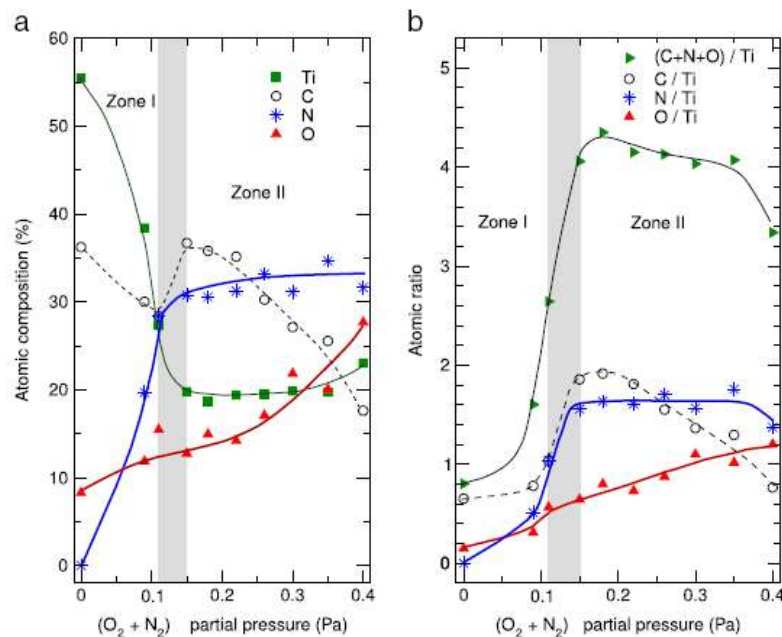 a
b
60
50
40
30
20
10
0
Atomic composition (%)
Zone I
Zone II
Ti
C
N
O
0
0.1
0.2
0.3
0.4
(O₂ + N₂) partial pressure (Pa)
5
4
3
2
1
0
Atomic ratio
(C+N+O) / Ti
C / Ti
N / Ti
O / Ti
Zone I
Zone II
0
0.1
0.2
0.3
0.4
(O₂ + N₂) partial pressure (Pa)